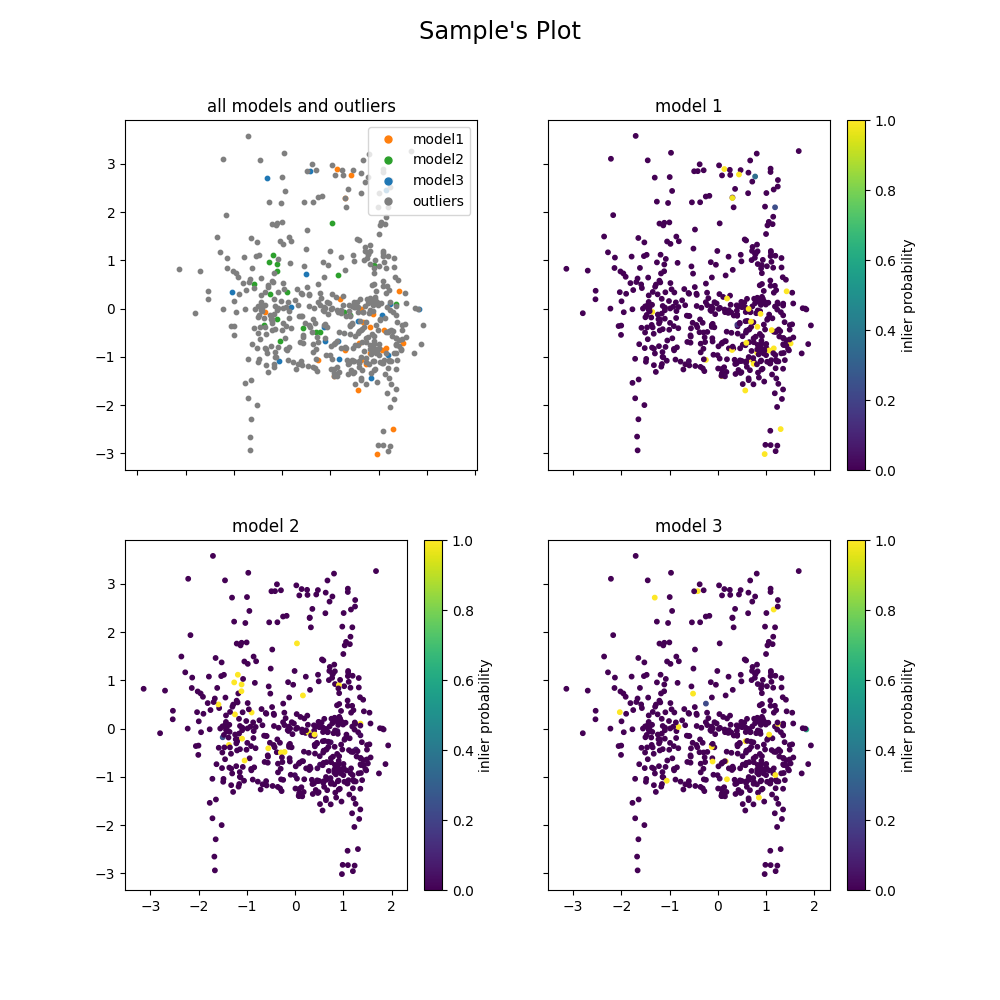 Sample's Plot
all models and outliers
model1
model2
model3
outliers
3
2
1
0
−1
−2
−3
model 1
1.0
0.8
0.6
0.4
0.2
0.0
inlier probability
model 2
3
2
1
0
−1
−2
−3
−3 −2 −1 0 1 2
1.0
0.8
0.6
0.4
0.2
0.0
inlier probability
model 3
−3 −2 −1 0 1 2
1.0
0.8
0.6
0.4
0.2
0.0
inlier probability